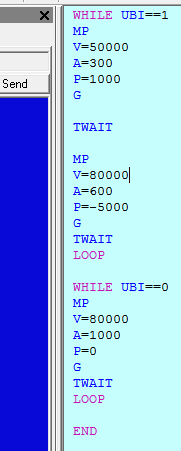 Send
WHILE UBI==1
MP
V=50000
A=300
P=1000
G
TWAIT
MP
V=80000
A=600
P=-5000
G
TWAIT
LOOP
WHILE UBI==0
MP
V=80000
A=1000
P=0
G
TWAIT
LOOP
END